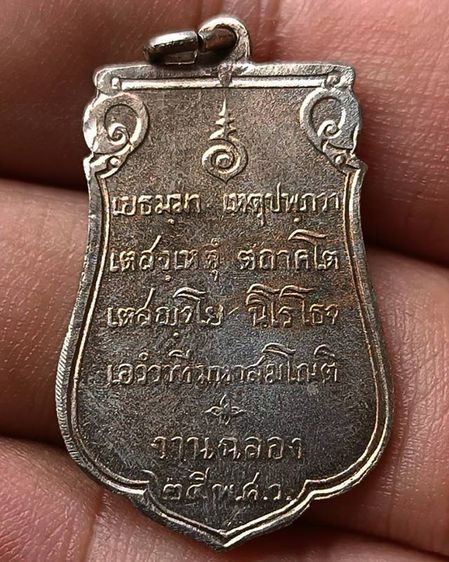 เยธมฺมา เหตุปพฺภวา
เตสํเหตุํ ตถาคโต
เตสญฺจโย นิโรโธจ
เอวํวาทีมหาสมโณติ
งานฉลอง
๒๕พ.ศ.ว.